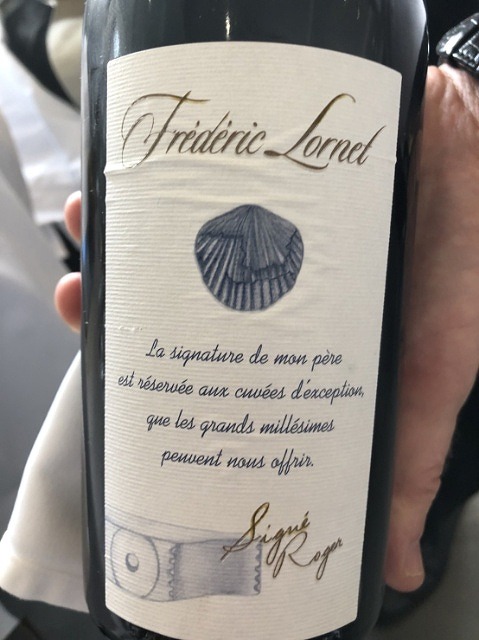 Frédéric Lornet
La signature de mon père
est réservée aux cuvées d'exception,
que les grands millésimes
peuvent nous offrir.
Signé
Roger